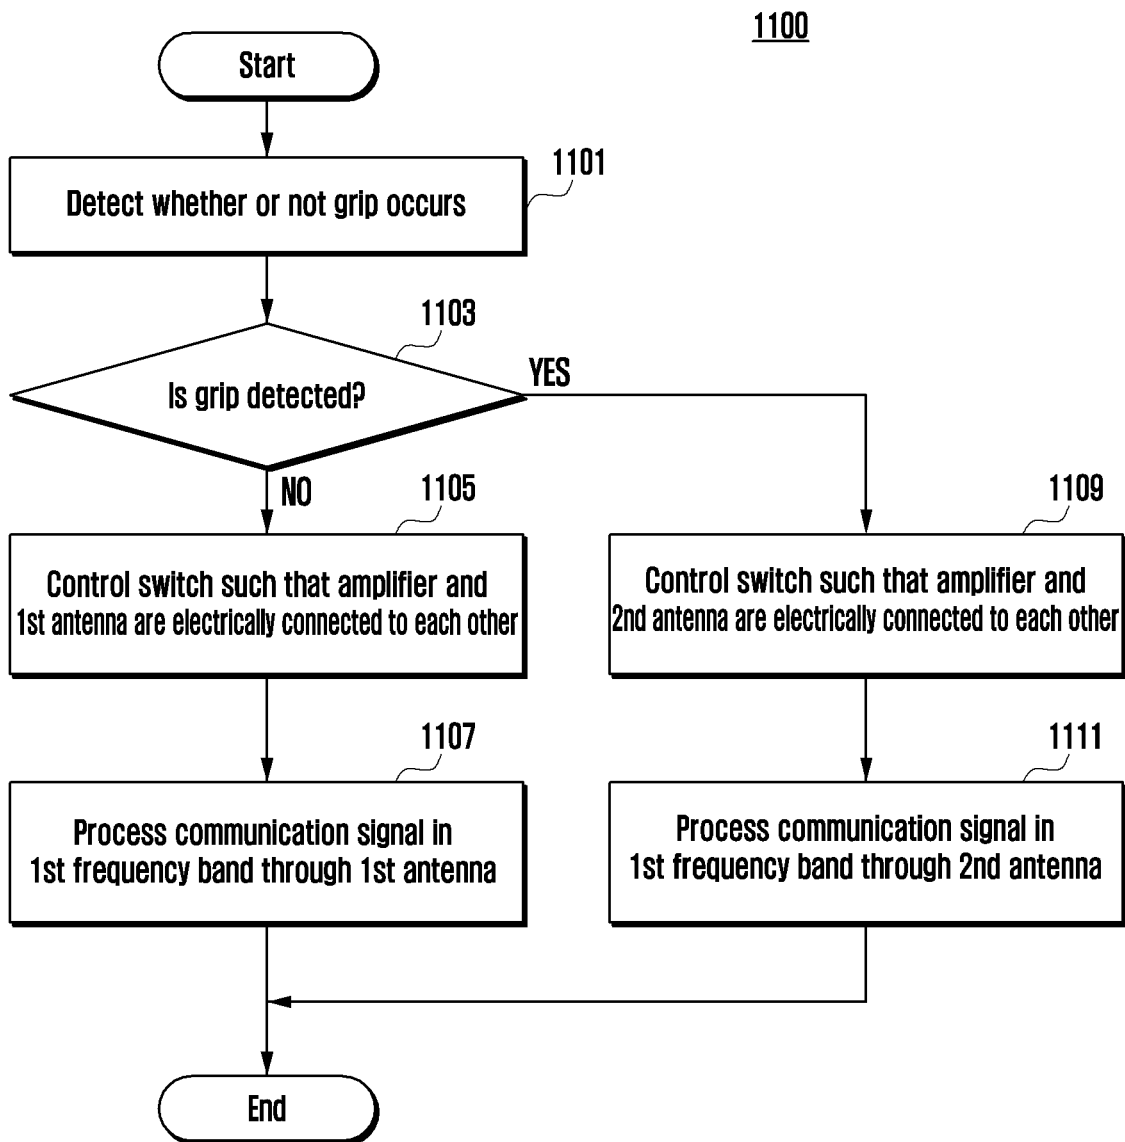 1100
Start
1101
Detect whether or not grip occurs
1103
Is grip detected?
YES
NO
1105
Control switch such that amplifier and
1st antenna are electrically connected to each other
1109
Control switch such that amplifier and
2nd antenna are electrically connected to each other
1107
Process communication signal in
1st frequency band through 1st antenna
1111
Process communication signal in
1st frequency band through 2nd antenna
End